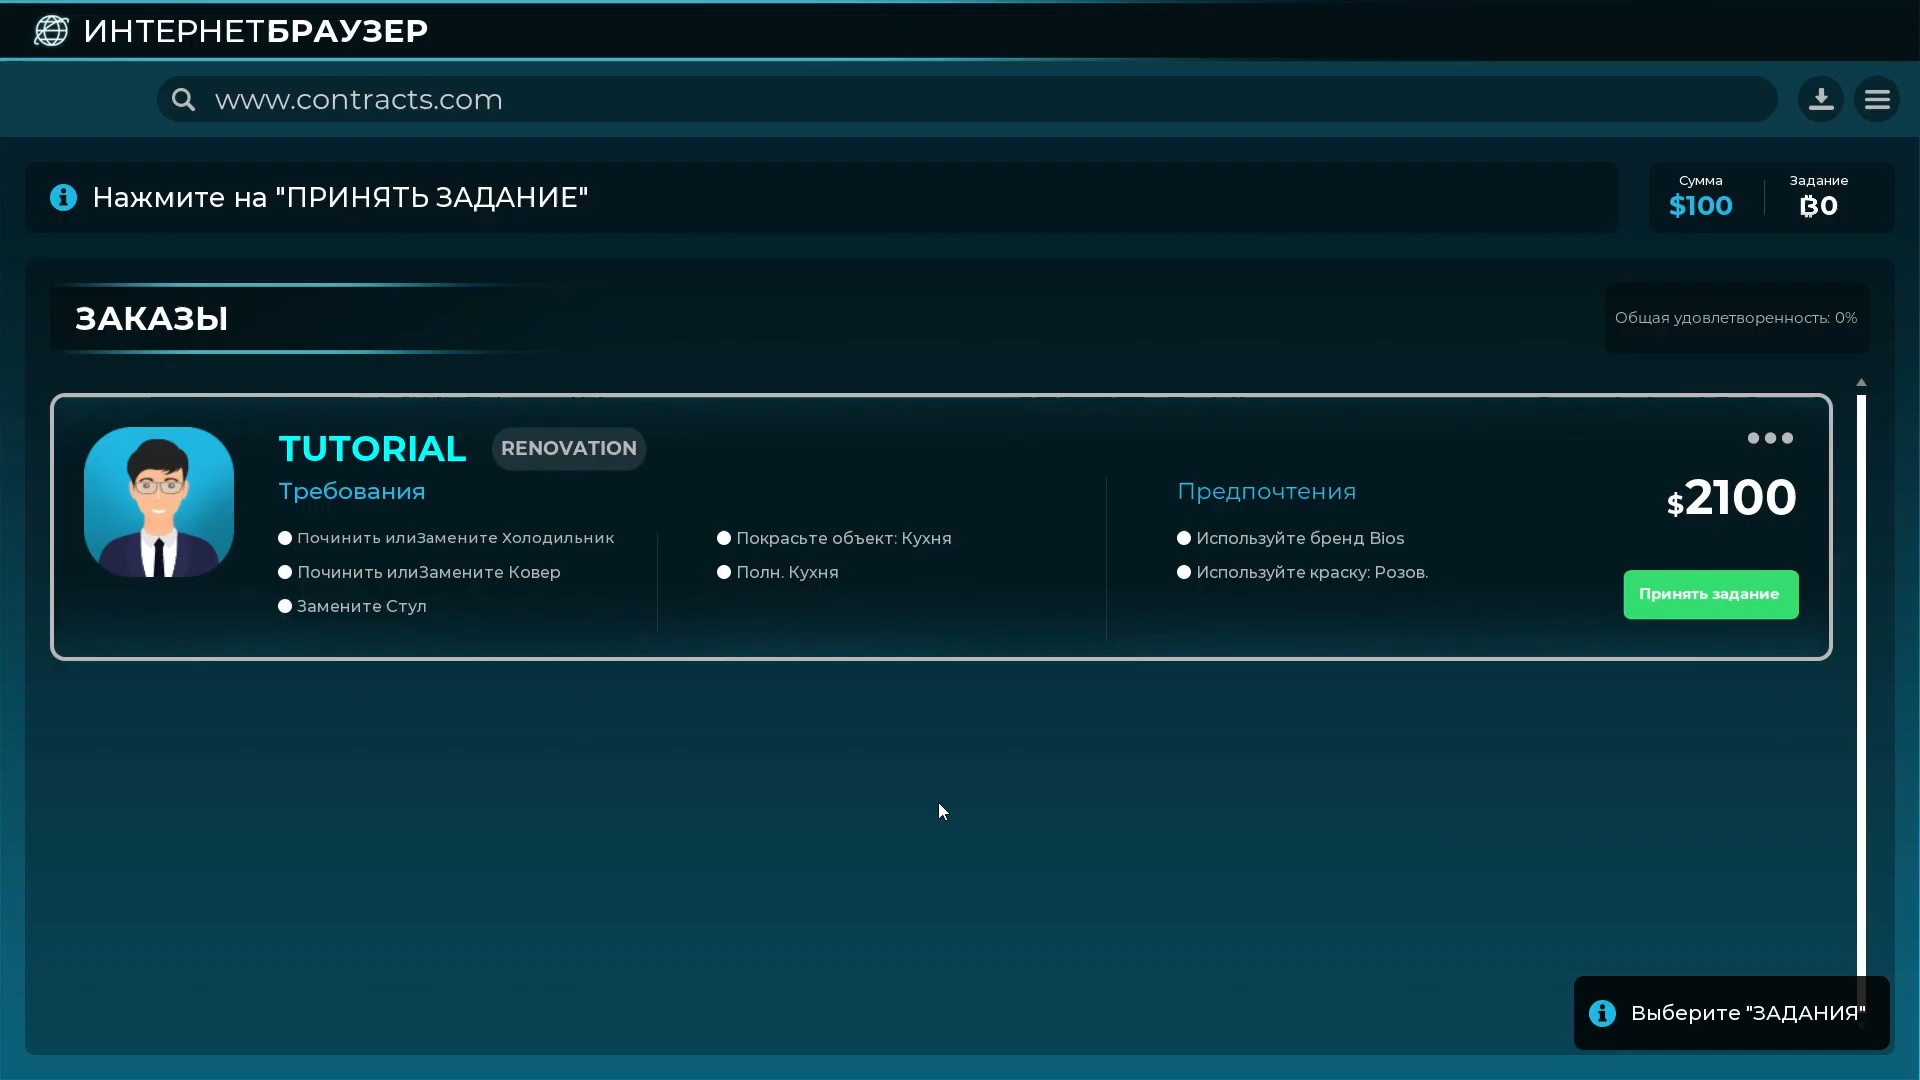 ИНТЕРНЕТБРАУЗЕР
www.contracts.com
Нажмите на "ПРИНЯТЬ ЗАДАНИЕ"
Сумма
$100
Задание
₿0
ЗАКАЗЫ
Общая удовлетворенность: 0%
TUTORIAL
RENOVATION
Требования
Починить илиЗамените Холодильник
Починить илиЗамените Ковер
Замените Стул
Покрасьте объект: Кухня
Полн. Кухня
Предпочтения
Используйте бренд Bios
Используйте краску: Розов.
$2100
Принять задание
Выберите "ЗАДАНИЯ"